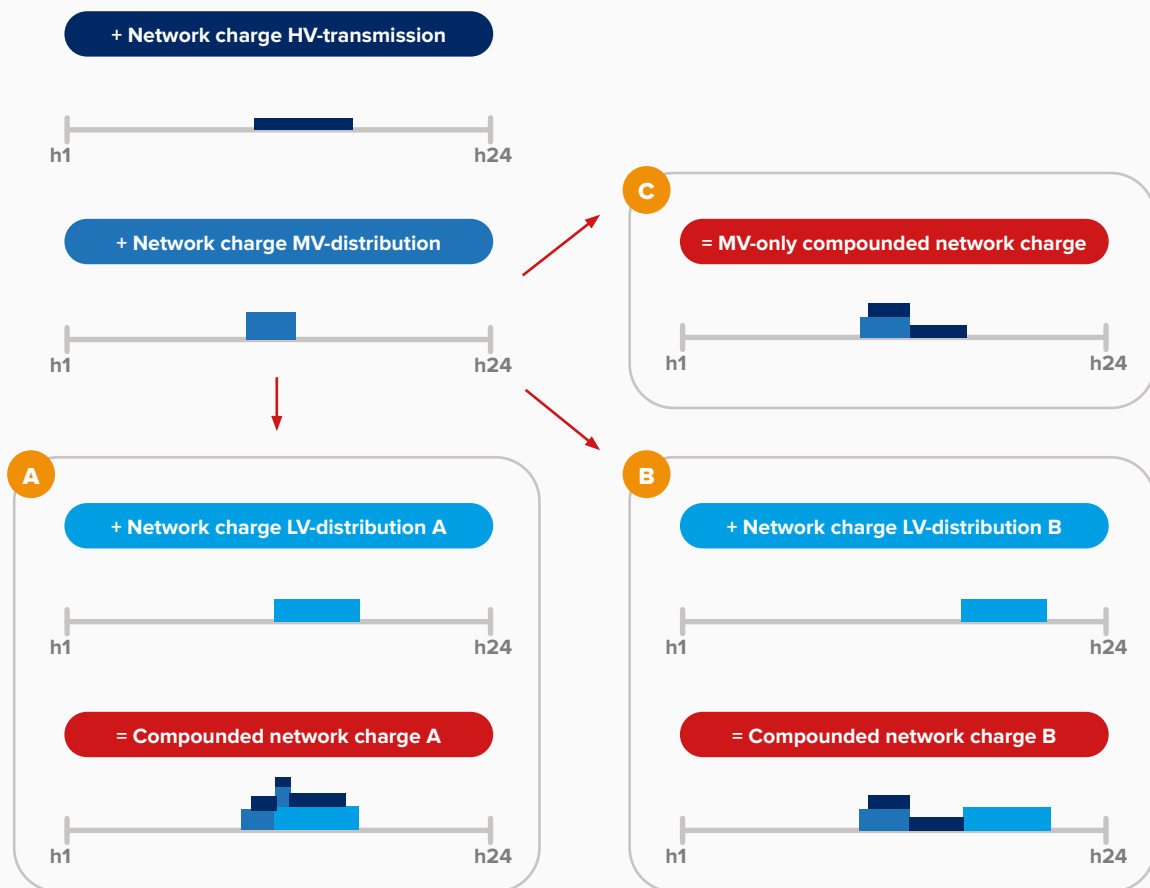 + Network charge HV-transmission
h1
h24
+ Network charge MV-distribution
h1
h24
C
= MV-only compounded network charge
h1
h24
A
+ Network charge LV-distribution A
h1
h24
= Compounded network charge A
h1
h24
B
+ Network charge LV-distribution B
h1
h24
= Compounded network charge B
h1
h24